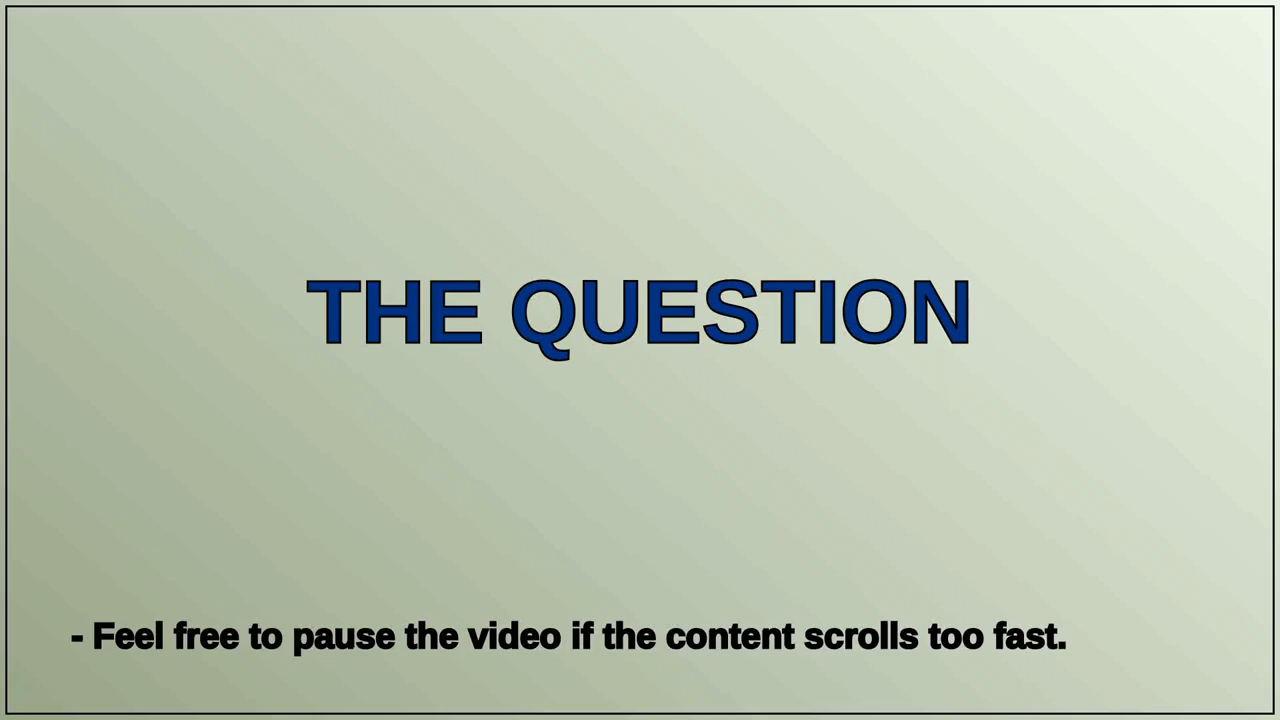 THE QUESTION
- Feel free to pause the video if the content scrolls too fast.